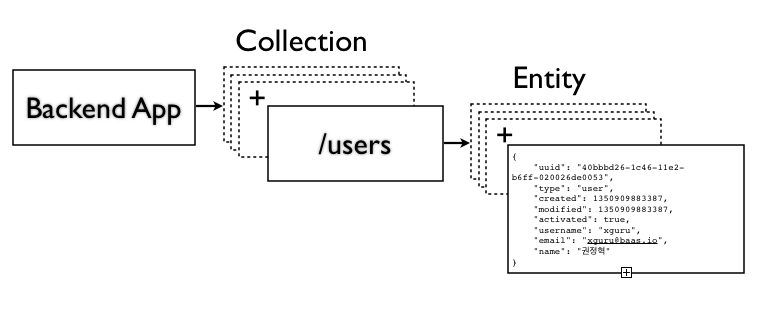 Collection
Entity
Backend App
+
/users
+
{
"uuid": "40bbbd26-1c46-11e2-
b6ff-020026de0053",
"type": "user",
"created": 1350909883387,
"modified": 1350909883387,
"activated": true,
"username": "xguru",
"email": "xguru@baas.io",
"name": "권정혁"
}